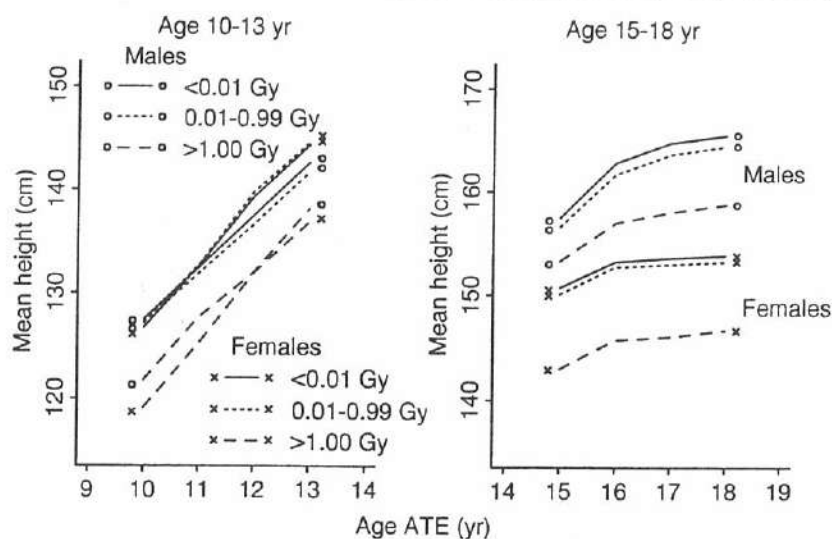 Age 10-13 yr
Males
<0.01 Gy
0.01-0.99 Gy
>1.00 Gy
Females
<0.01 Gy
0.01-0.99 Gy
>1.00 Gy
Mean height (cm)
150
140
130
120
9 10 11 12 13 14
Age 15-18 yr
Males
Females
Mean height (cm)
170
160
150
140
14 15 16 17 18 19
Age ATE (yr)